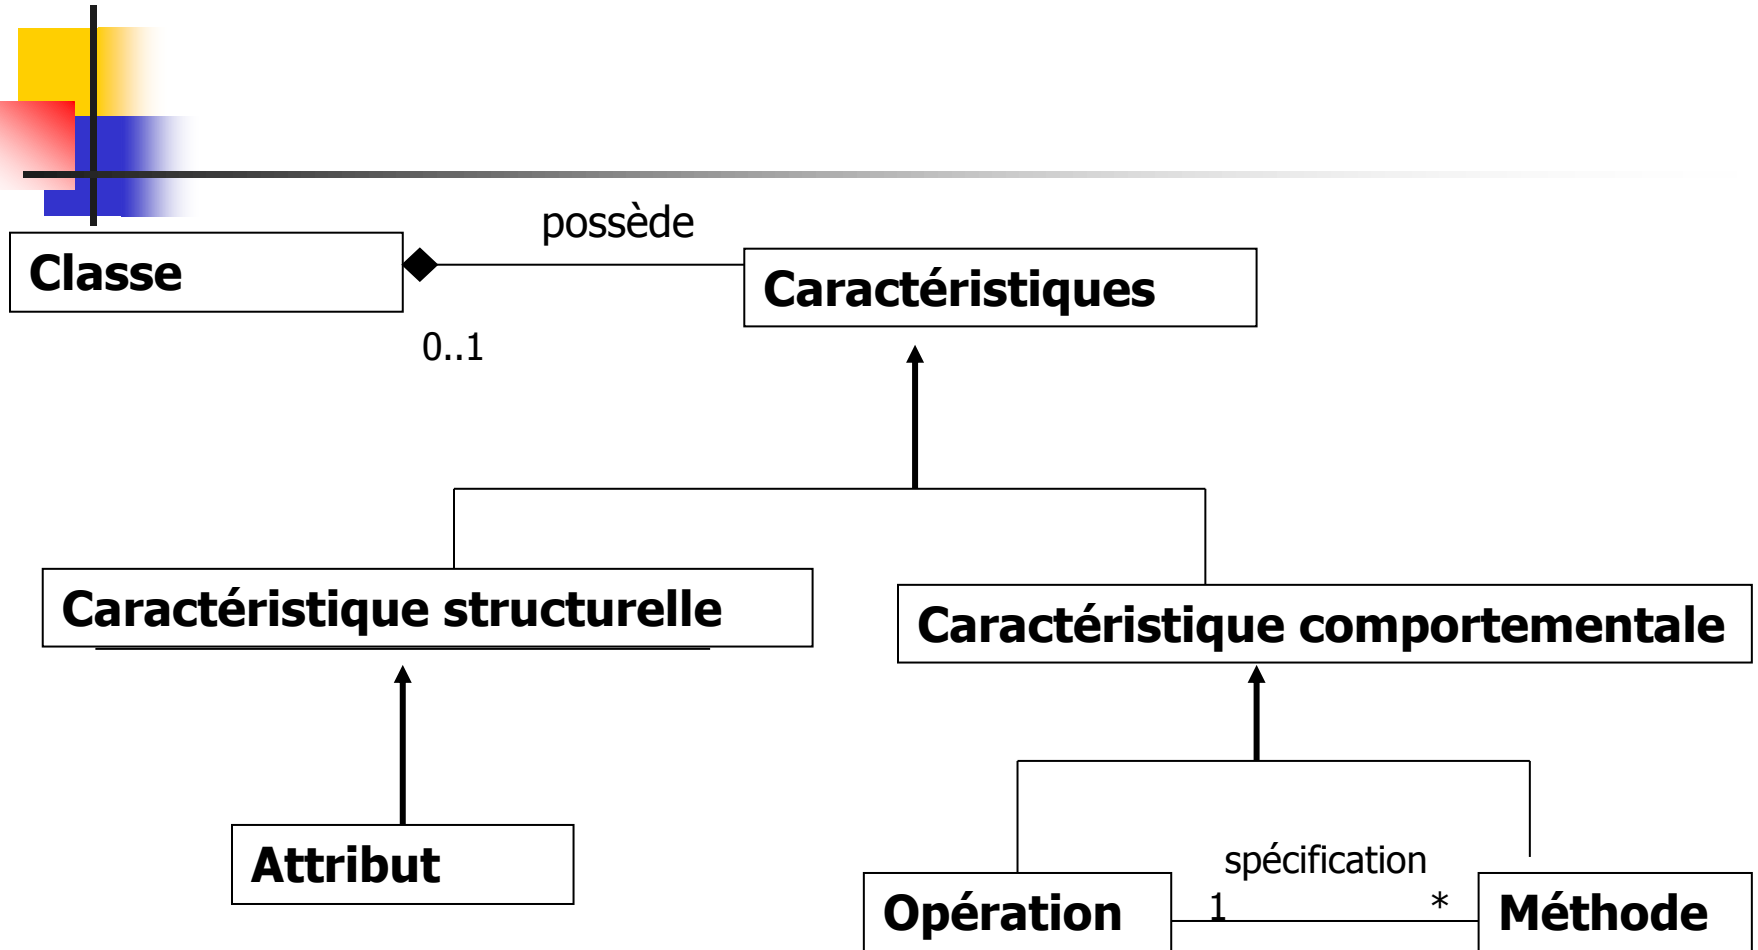 possède
Classe
Caractéristiques
0..1
Caractéristique structurelle
Caractéristique comportementale
Attribut
spécification
Opération
1
*
Méthode